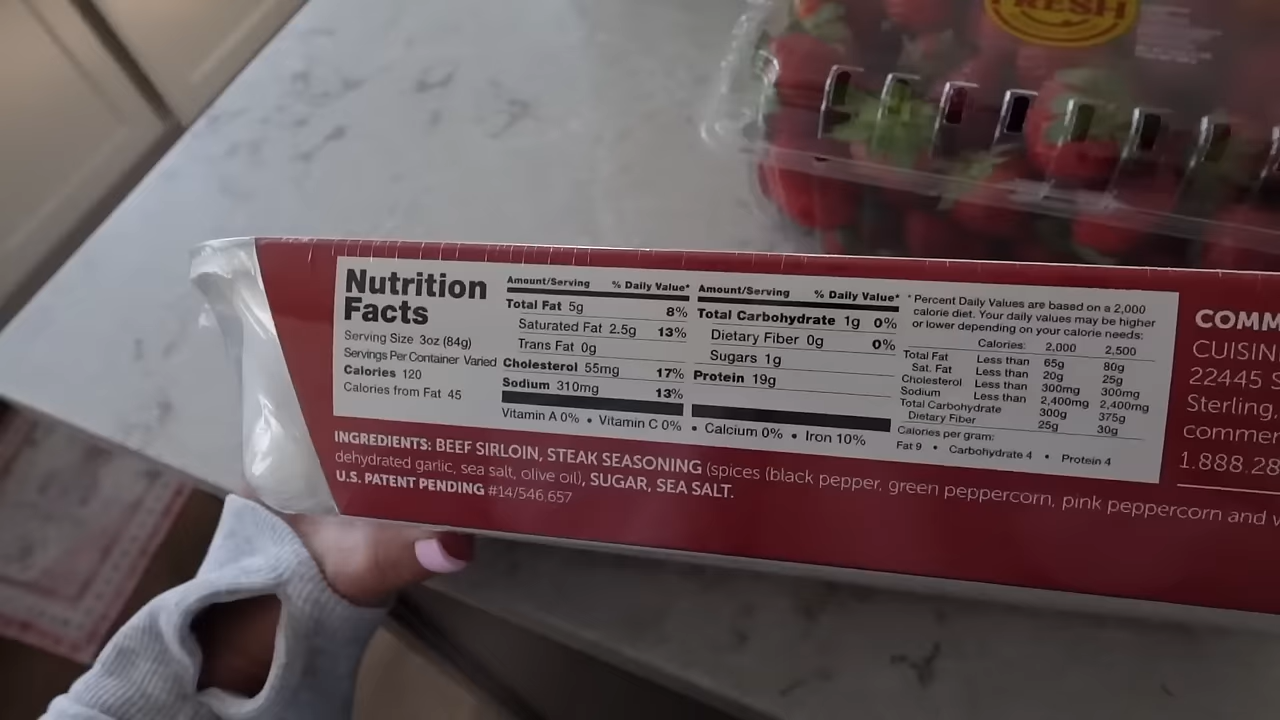 FRESH
Nutrition
Facts
Serving Size 3oz (84g)
Servings Per Container Varied
Calories 120
Calories from Fat 45
Amount/Serving % Daily Value*
Total Fat 5g 8%
Saturated Fat 2.5g 13%
Trans Fat 0g
Cholesterol 55mg 17%
Sodium 310mg 13%
Amount/Serving % Daily Value*
Total Carbohydrate 1g 0%
Dietary Fiber 0g 0%
Sugars 1g
Protein 19g
Vitamin A 0% • Vitamin C 0% • Calcium 0% • Iron 10%
* Percent Daily Values are based on a 2,000
calorie diet. Your daily values may be higher
or lower depending on your calorie needs:
Calories: 2,000 2,500
Total Fat Less than 65g 80g
Sat. Fat Less than 20g 25g
Cholesterol Less than 300mg 300mg
Sodium Less than 2,400mg 2,400mg
Total Carbohydrate 300g 375g
Dietary Fiber 25g 30g
Calories per gram:
Fat 9 • Carbohydrate 4 • Protein 4
INGREDIENTS: BEEF SIRLOIN, STEAK SEASONING (spices (black pepper, green peppercorn, pink peppercorn and w
dehydrated garlic, sea salt, olive oil), SUGAR, SEA SALT.
U.S. PATENT PENDING #14/546,657
COMM
CUISIN
22445 S
Sterling,
commer
1.888.28